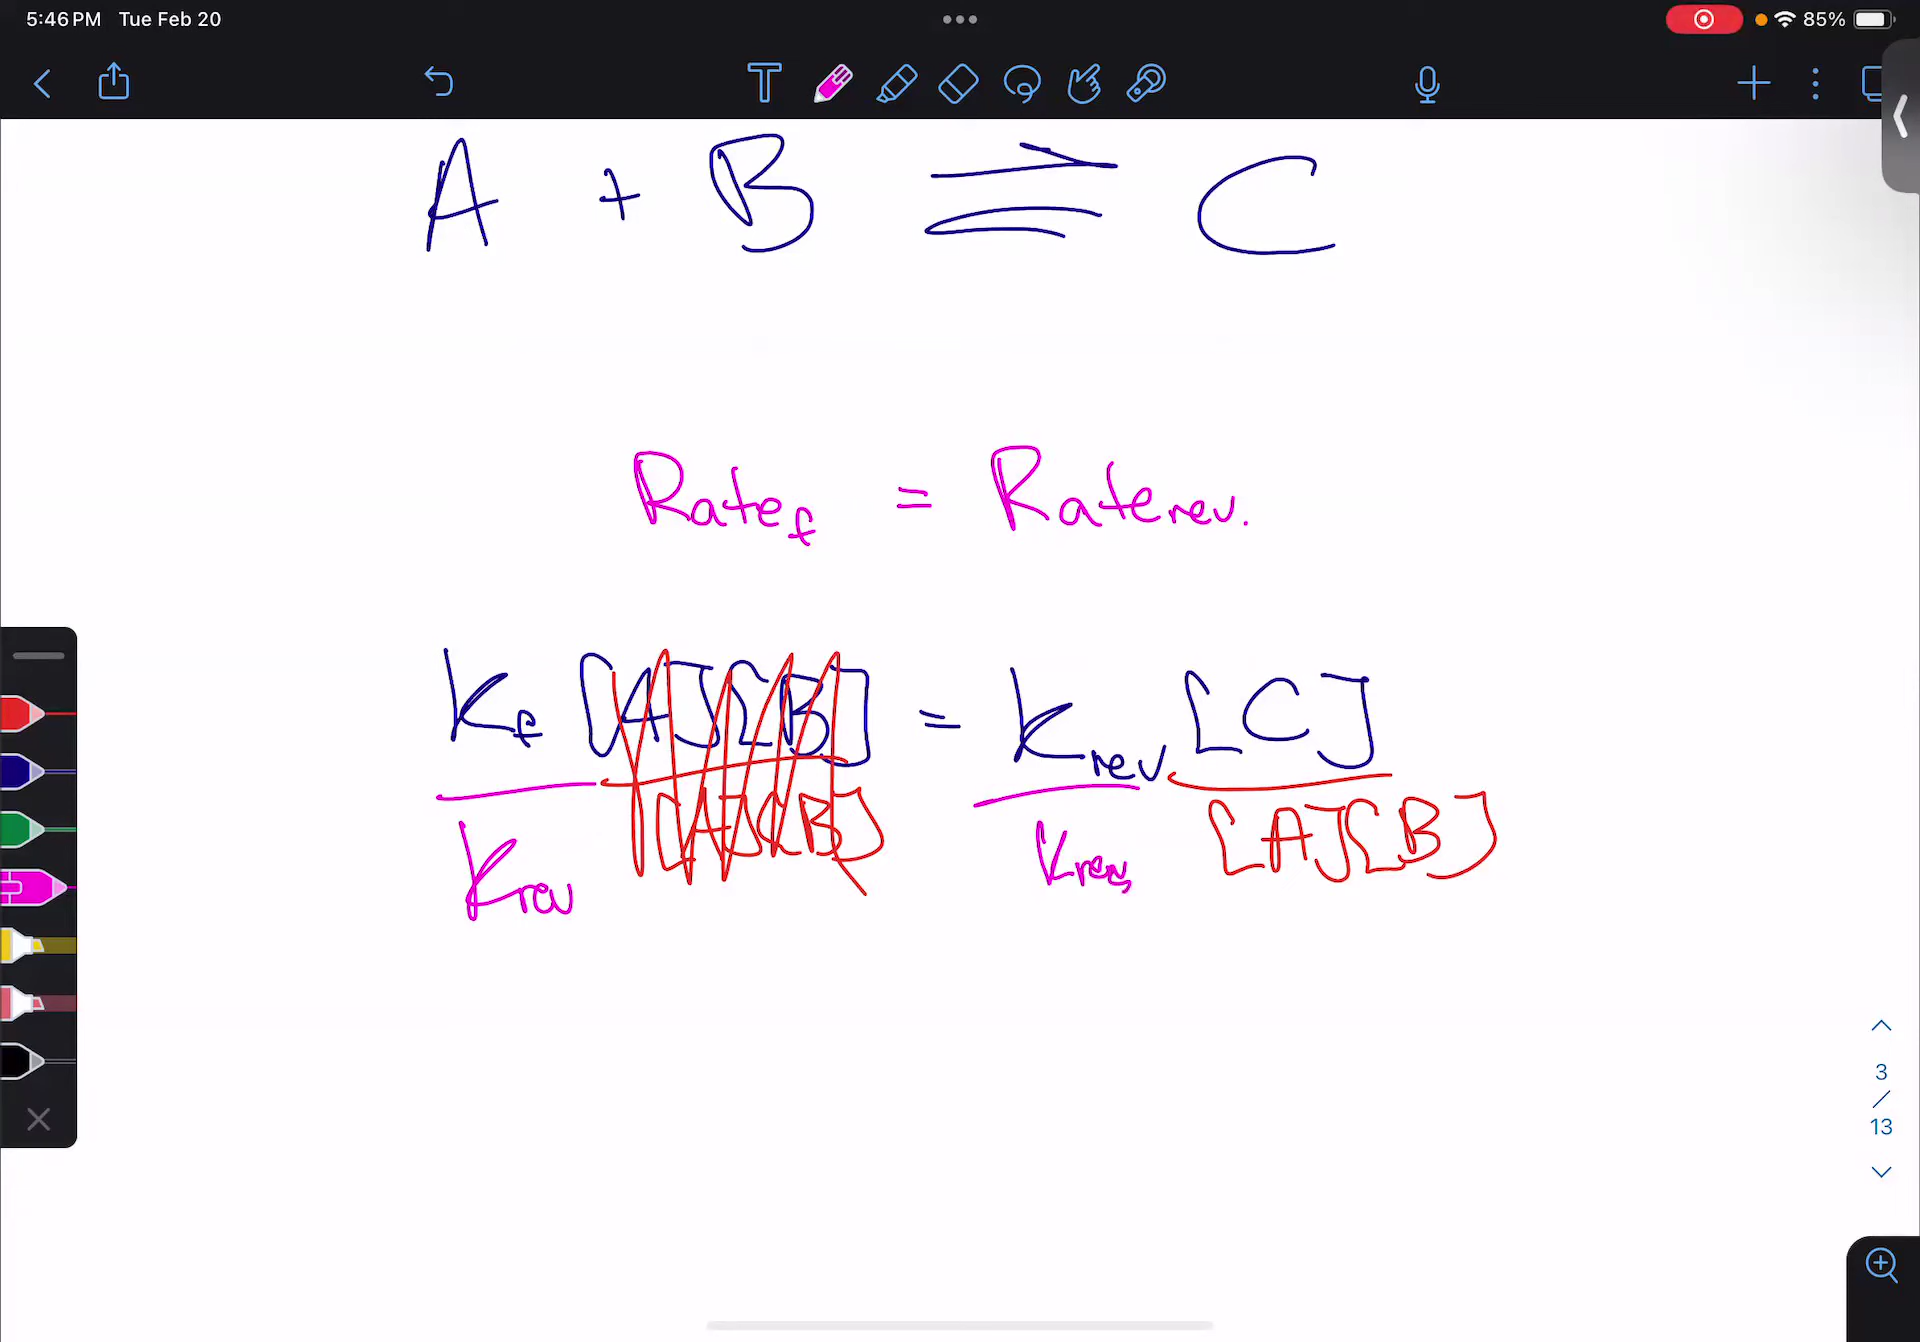 5:46 PM Tue Feb 20
85%
A + B ⇌ C
Rate_f = Rate_rev.
k_f [A][B] = k_rev [C]
k_rev [A][B] k_rev [A][B]
3
/
13